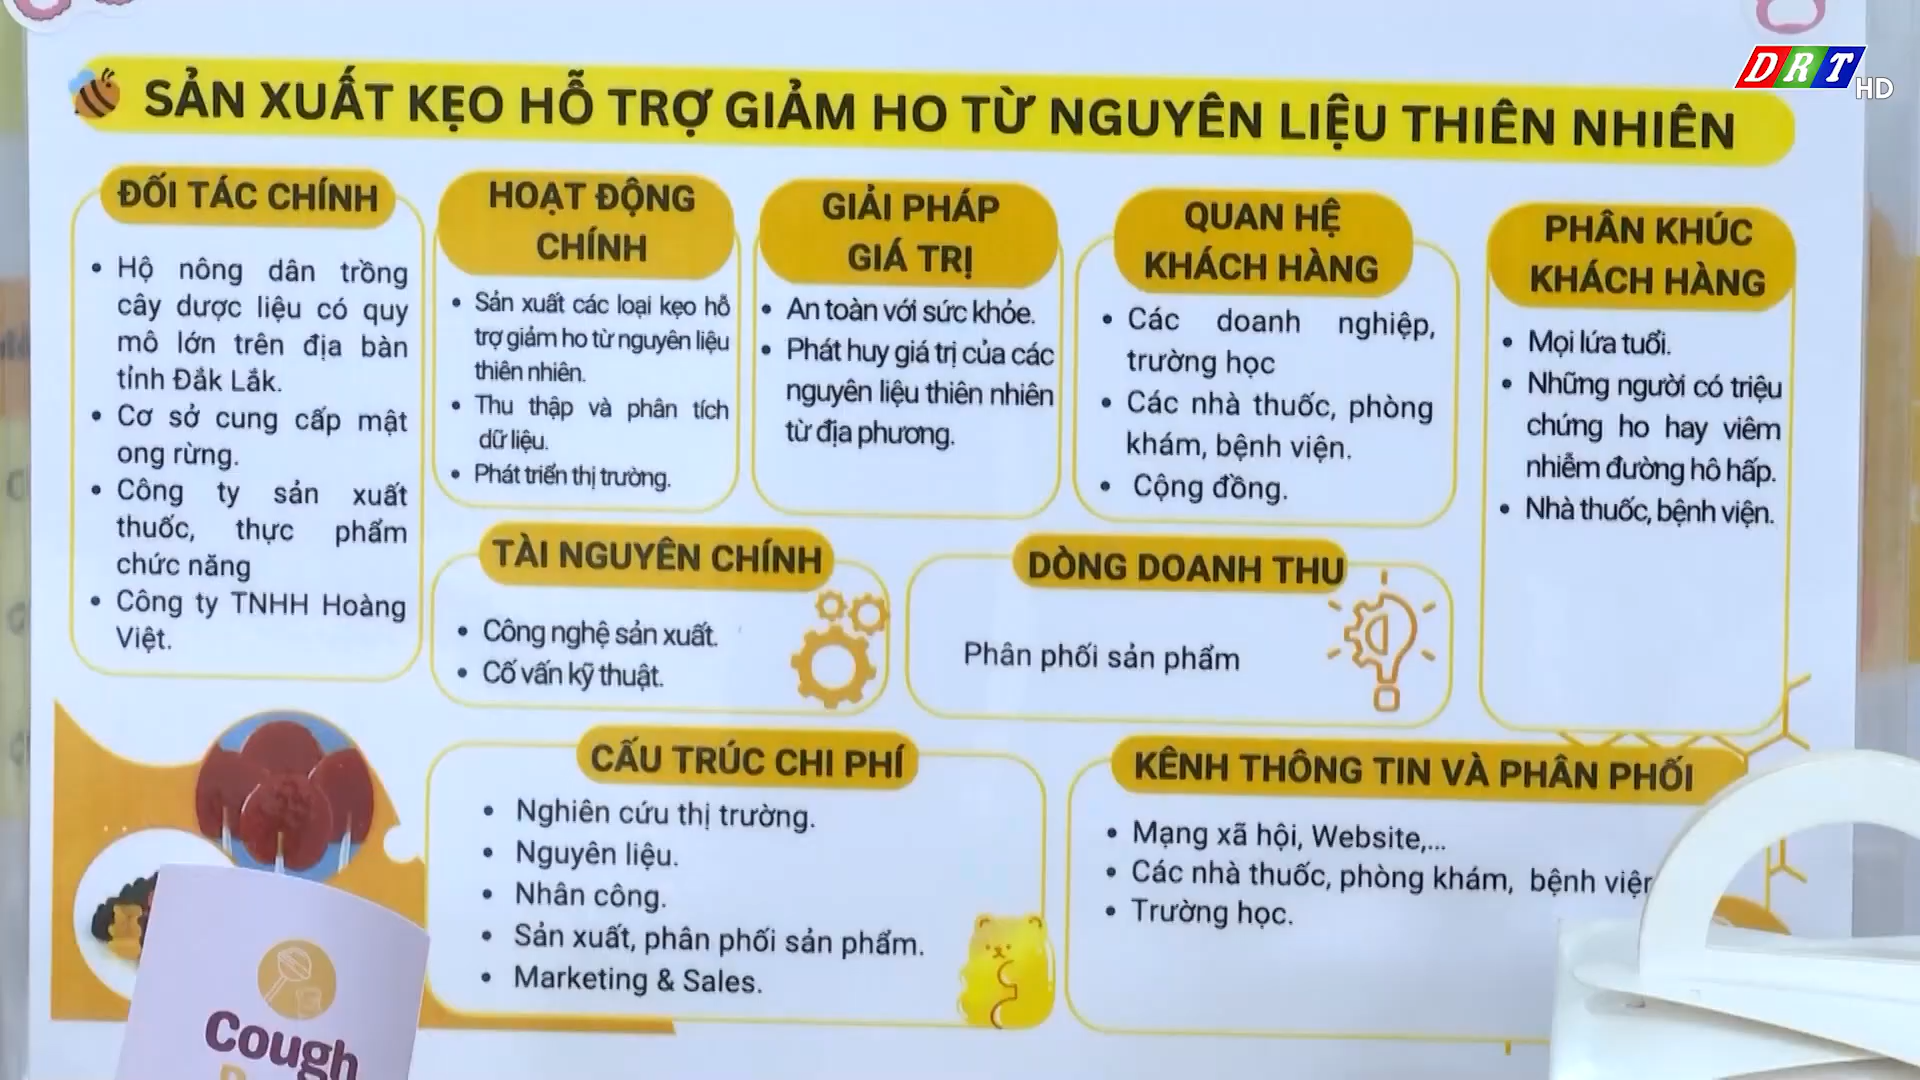 DRT HD
SẢN XUẤT KẸO HỖ TRỢ GIẢM HO TỪ NGUYÊN LIỆU THIÊN NHIÊN
ĐỐI TÁC CHÍNH
• Hộ nông dân trồng
cây dược liệu có quy
mô lớn trên địa bàn
tỉnh Đắk Lắk.
• Cơ sở cung cấp mật
ong rừng.
• Công ty sản xuất
thuốc, thực phẩm
chức năng
• Công ty TNHH Hoàng
Việt.
HOẠT ĐỘNG
CHÍNH
• Sản xuất các loại kẹo hỗ
trợ giảm ho từ nguyên liệu
thiên nhiên.
• Thu thập và phân tích
dữ liệu.
• Phát triển thị trường.
GIẢI PHÁP
GIÁ TRỊ
• An toàn với sức khỏe.
• Phát huy giá trị của các
nguyên liệu thiên nhiên
từ địa phương.
QUAN HỆ
KHÁCH HÀNG
• Các doanh nghiệp,
trường học
• Các nhà thuốc, phòng
khám, bệnh viện.
• Cộng đồng.
PHÂN KHÚC
KHÁCH HÀNG
• Mọi lứa tuổi.
• Những người có triệu
chứng ho hay viêm
nhiễm đường hô hấp.
• Nhà thuốc, bệnh viện.
TÀI NGUYÊN CHÍNH
• Công nghệ sản xuất.
• Cố vấn kỹ thuật.
DÒNG DOANH THU
Phân phối sản phẩm
CẤU TRÚC CHI PHÍ
• Nghiên cứu thị trường.
• Nguyên liệu.
• Nhân công.
• Sản xuất, phân phối sản phẩm.
• Marketing & Sales.
KÊNH THÔNG TIN VÀ PHÂN PHỐI
• Mạng xã hội, Website,...
• Các nhà thuốc, phòng khám, bệnh viện
• Trường học.
Cough